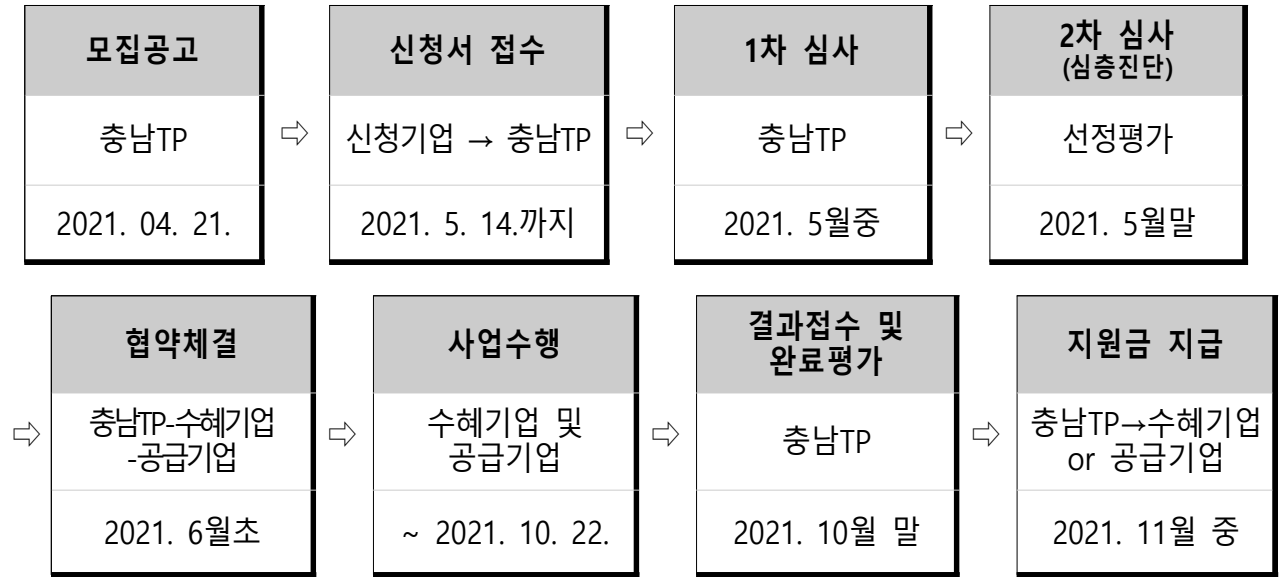 모집공고
충남TP
2021. 04. 21.
⇨
신청서 접수
신청기업 → 충남TP
2021. 5. 14.까지
⇨
1차 심사
충남TP
2021. 5월중
⇨
2차 심사
(심층진단)
선정평가
2021. 5월말
⇨
협약체결
충남TP-수혜기업
-공급기업
2021. 6월초
⇨
사업수행
수혜기업 및
공급기업
~ 2021. 10. 22.
⇨
결과접수 및
완료평가
충남TP
2021. 10월 말
⇨
지원금 지급
충남TP→수혜기업
or 공급기업
2021. 11월 중